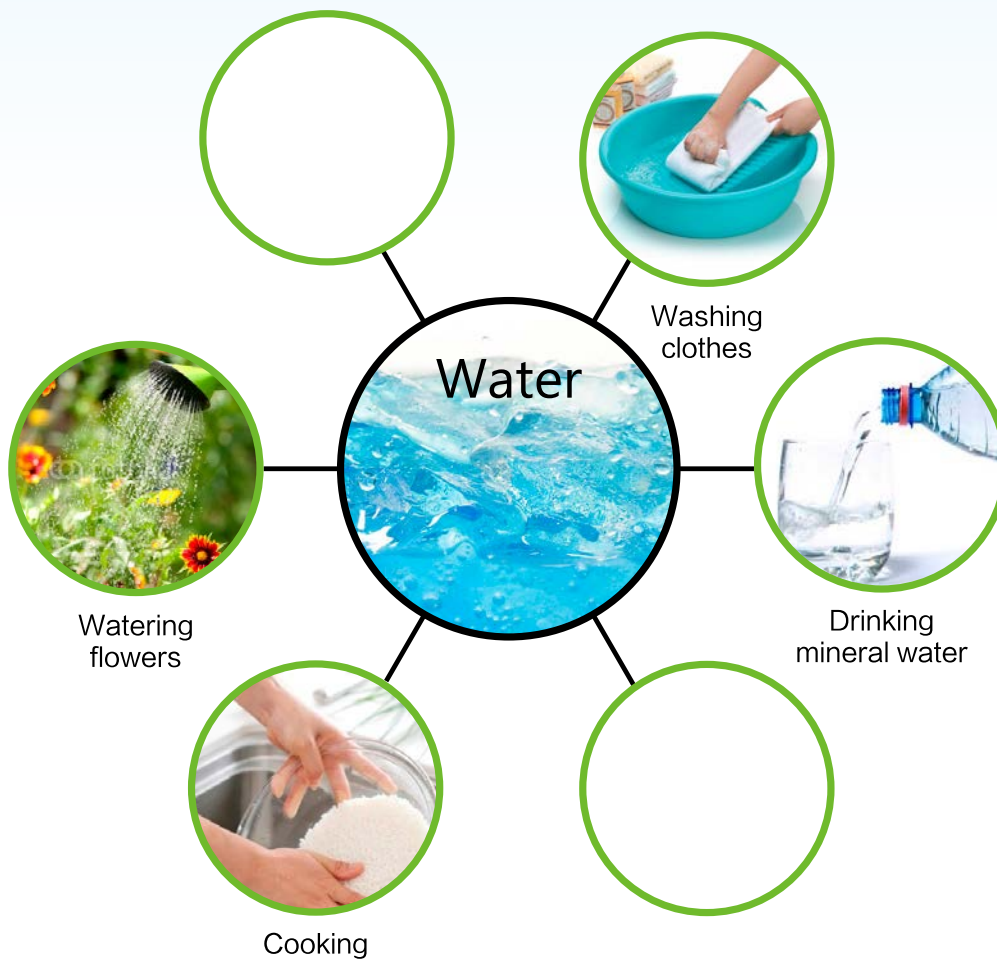 Water
Washing
clothes
Watering
flowers
Drinking
mineral water
Cooking